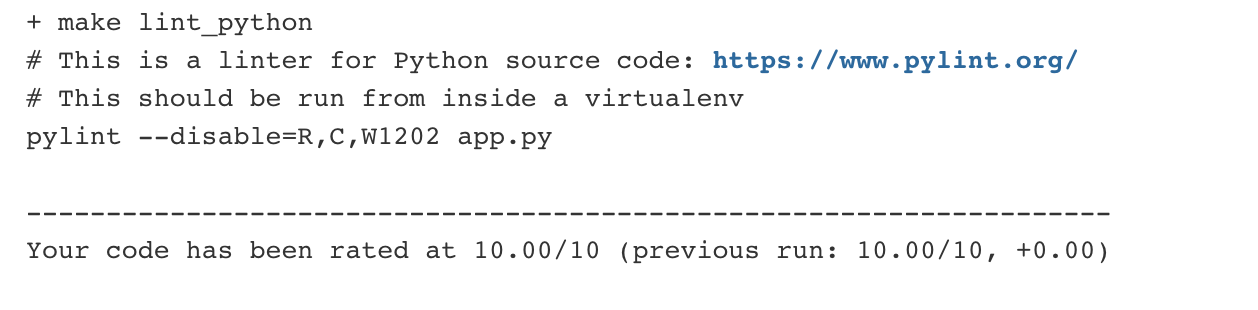 + make lint_python
# This is a linter for Python source code: https://www.pylint.org/
# This should be run from inside a virtualenv
pylint --disable=R,C,W1202 app.py
--------------------------------------------------------------------
Your code has been rated at 10.00/10 (previous run: 10.00/10, +0.00)